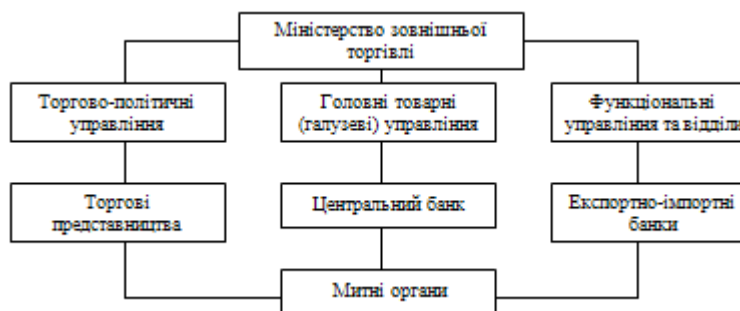 Міністерство зовнішньої
торгівлі
Торгово-політичні
управління
Головні товарні
(галузеві) управління
Функціональні
управління та відділи
Торгові
представництва
Центральний банк
Експортно-імпортні
банки
Митні органи